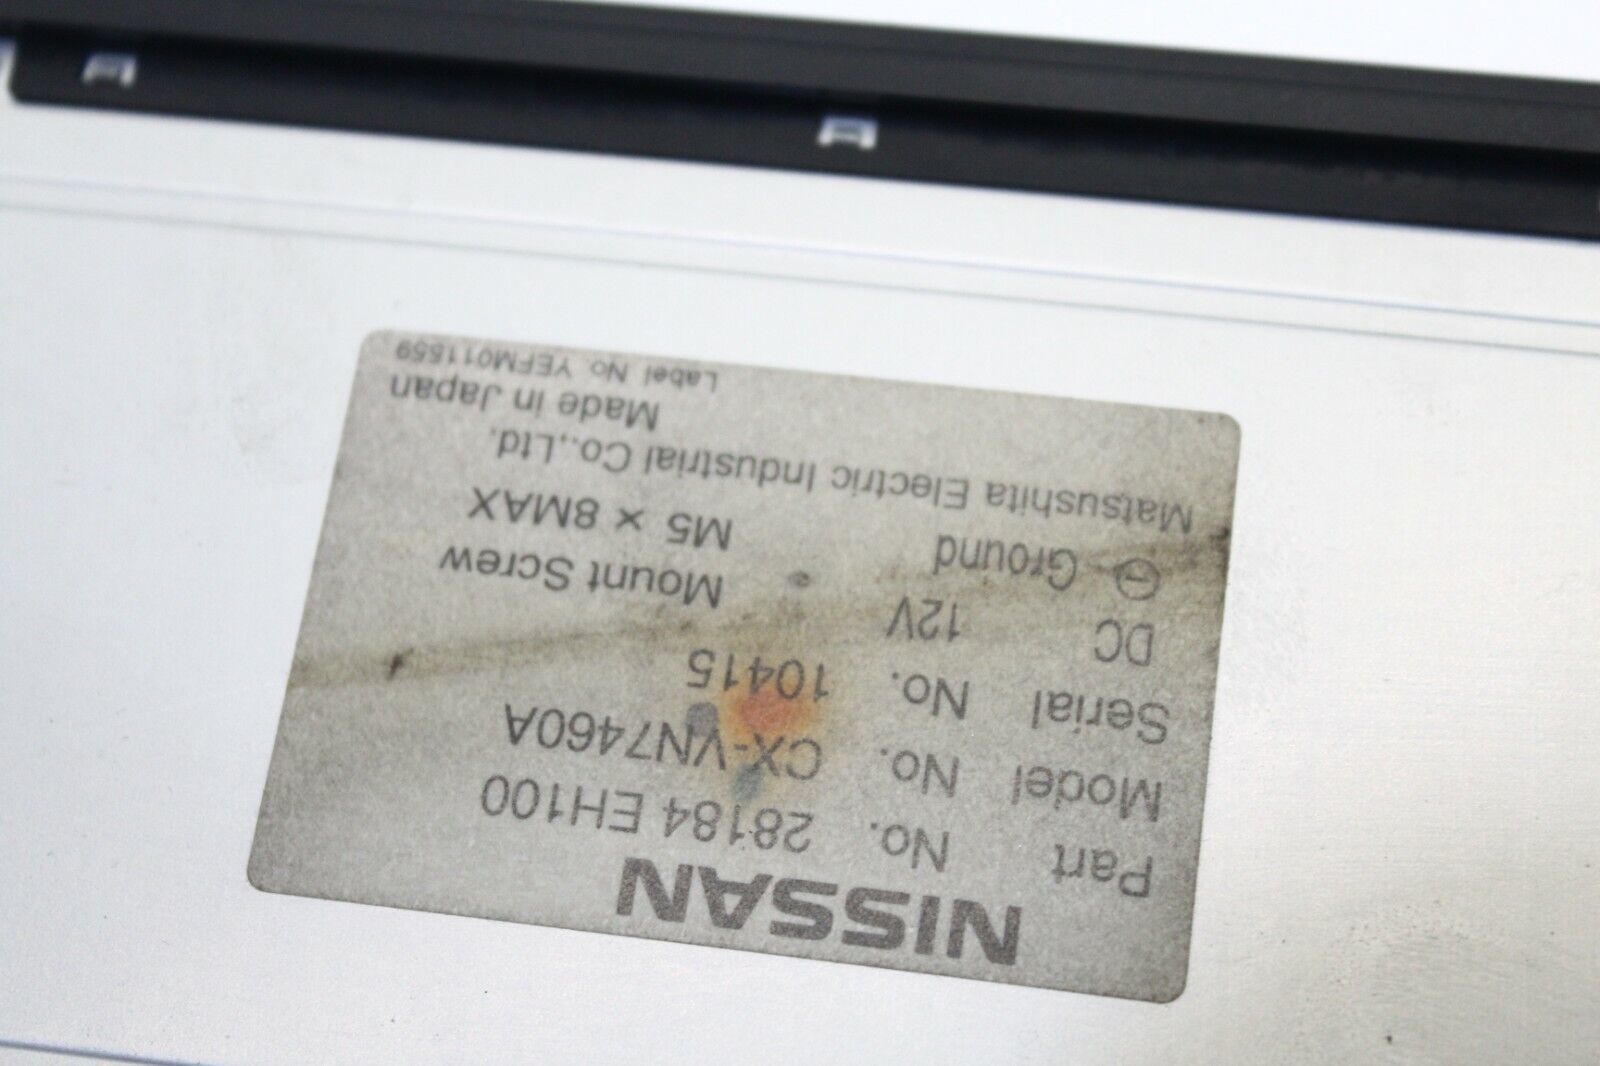 NISSAN
Part No. 28184 EH100
Model No. CX-VN7460A
Serial No. 10415
DC 12V Mount Screw
⊖ Ground M5 × 8MAX
Matsushita Electric Industrial Co.,Ltd.
Made in Japan
Label No YEFM011559